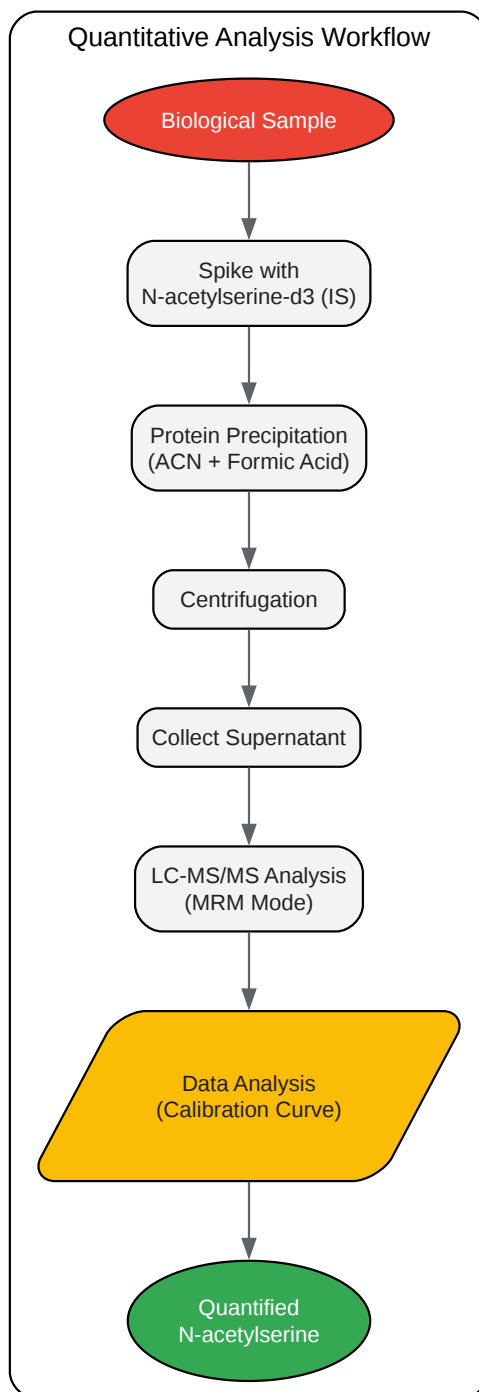 Quantitative Analysis Workflow
Biological Sample
Spike with
N-acetylserine-d3 (IS)
Protein Precipitation
(ACN + Formic Acid)
Centrifugation
Collect Supernatant
LC-MS/MS Analysis
(MRM Mode)
Data Analysis
(Calibration Curve)
Quantified
N-acetylserine